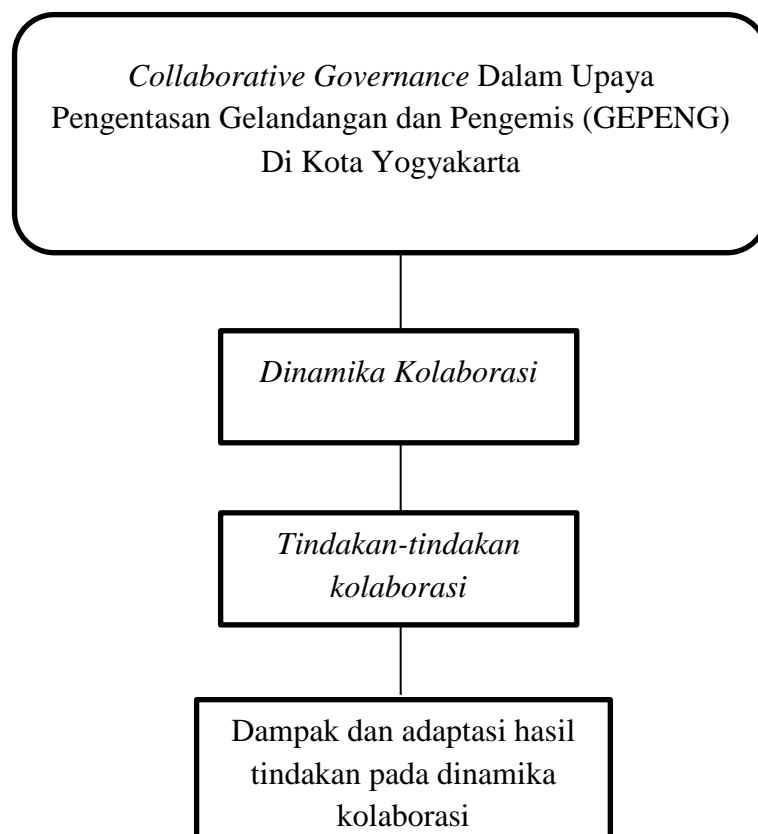 Collaborative Governance Dalam Upaya
Pengentasan Gelandangan dan Pengemis (GEPENG)
Di Kota Yogyakarta
Dinamika Kolaborasi
Tindakan-tindakan
kolaborasi
Dampak dan adaptasi hasil
tindakan pada dinamika
kolaborasi